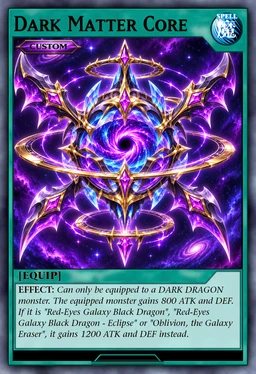 DARK MATTER CORE
SPELL
CUSTOM
[EQUIP]
EFFECT: Can only be equipped to a DARK DRAGON
monster. The equipped monster gains 800 ATK and DEF.
If it is "Red-Eyes Galaxy Black Dragon", "Red-Eyes
Galaxy Black Dragon - Eclipse" or "Oblivion, the Galaxy
Eraser", it gains 1200 ATK and DEF instead.